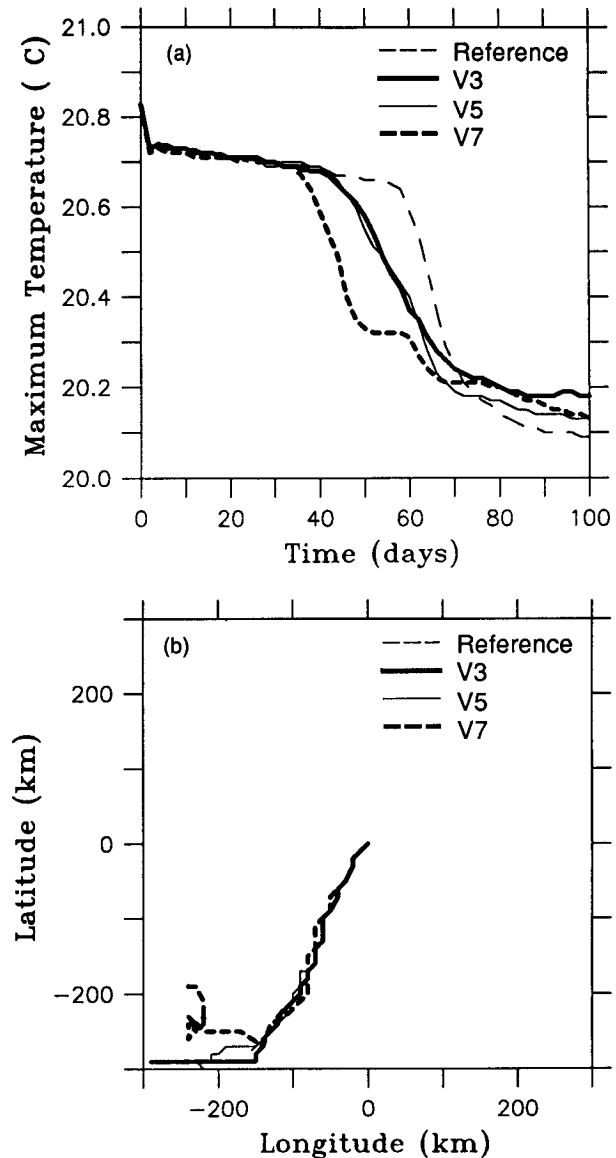 21.0
(a)
Reference
V3
V5
V7
20.8
20.6
20.4
20.2
20.0
Maximum Temperature ( C)
0 20 40 60 80 100
Time (days)
(b)
Reference
V3
V5
V7
200
0
−200
Latitude (km)
−200 0 200
Longitude (km)